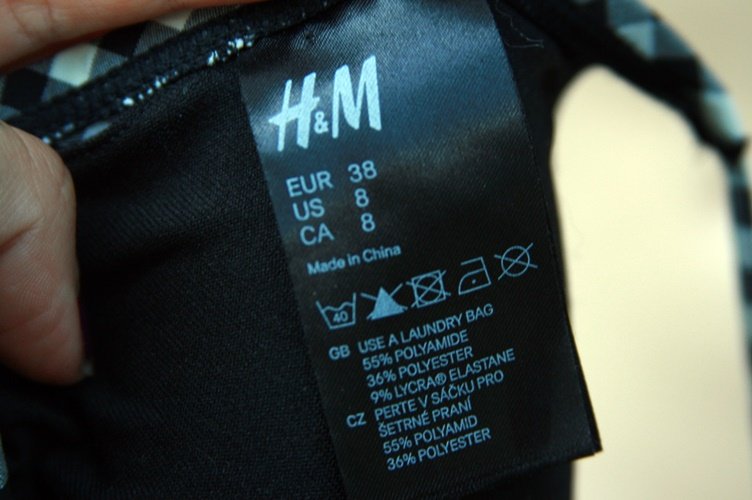 H&M
EUR 38
US 8
CA 8
Made in China
40
GB USE A LAUNDRY BAG
55% POLYAMIDE
36% POLYESTER
9% LYCRA® ELASTANE
CZ PERTE V SÁČKU PRO
ŠETRNÉ PRANÍ
55% POLYAMID
36% POLYESTER